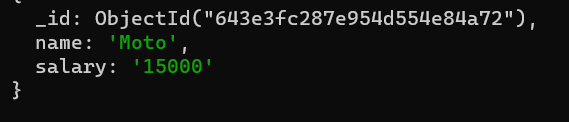 {
_id: ObjectId("643e3fc287e954d554e84a72"),
name: 'Moto',
salary: '15000'
}